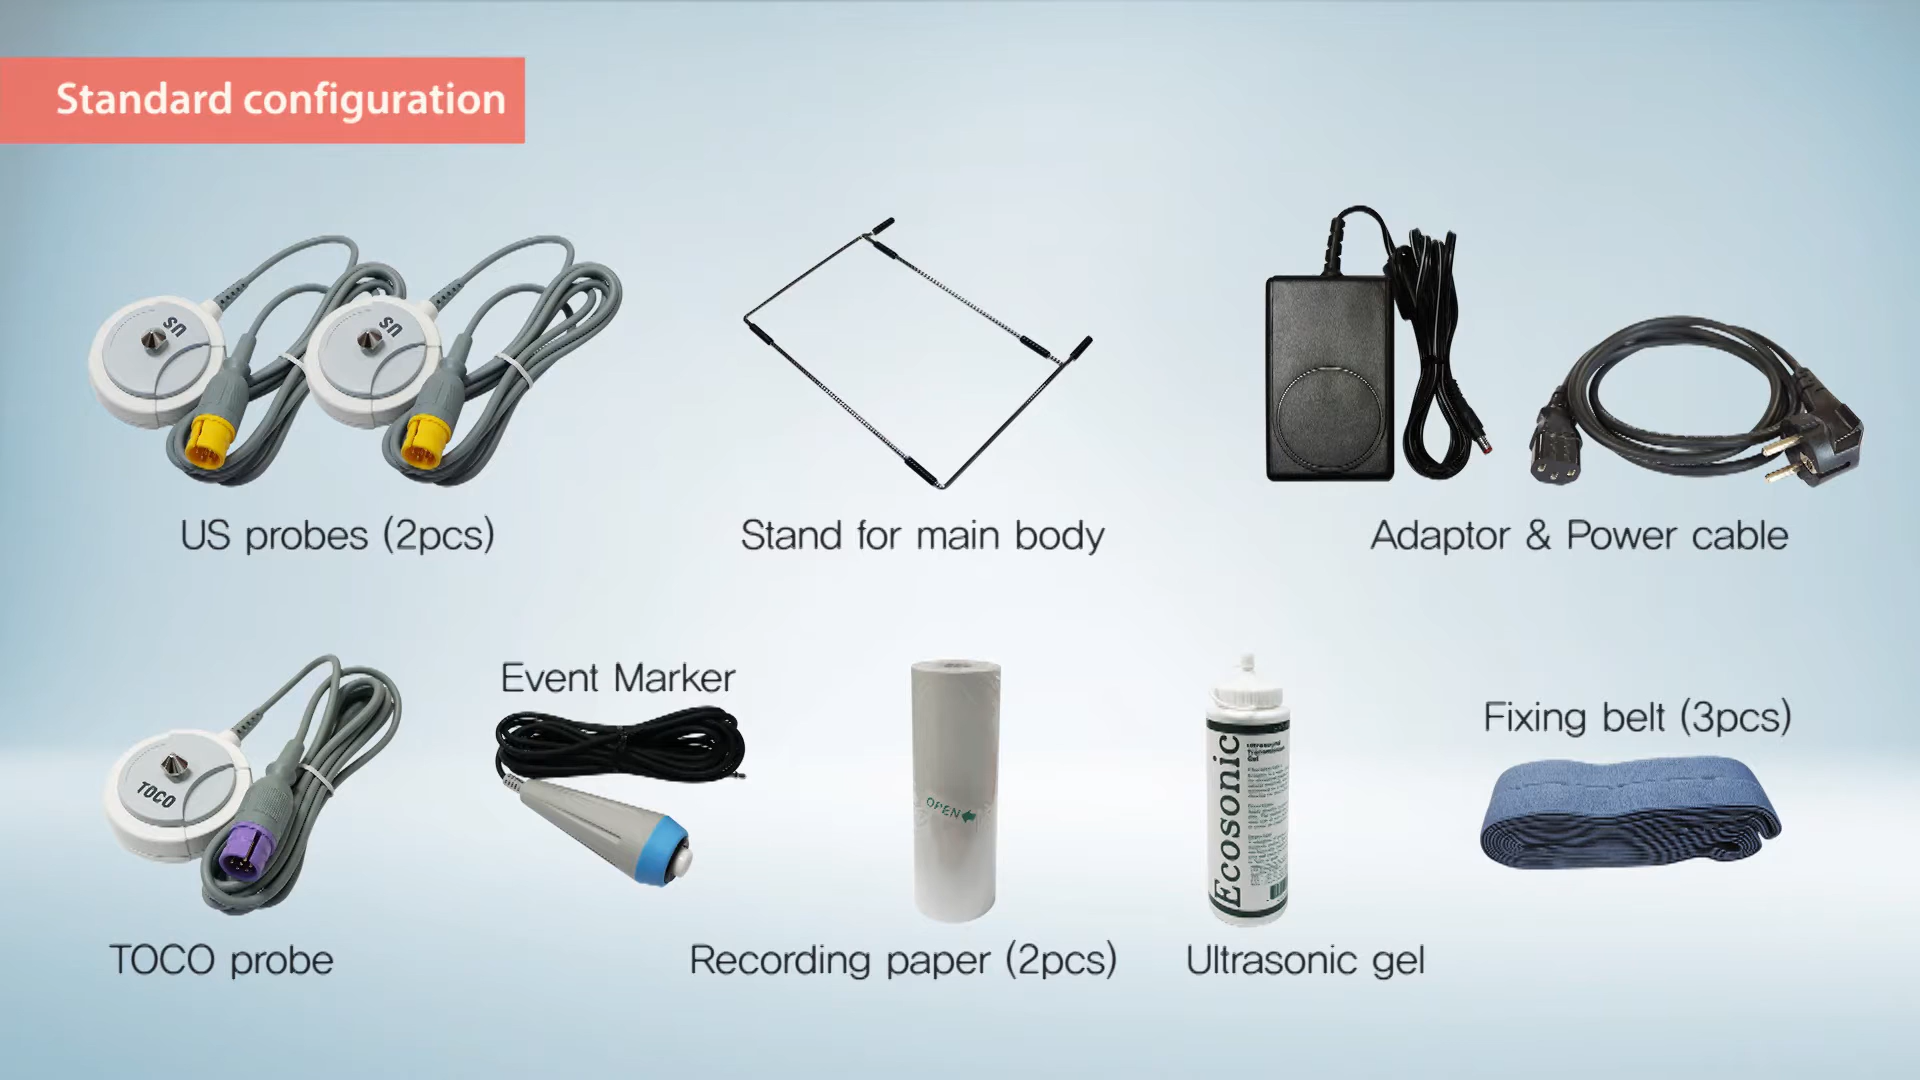 Standard configuration
US
US
US probes (2pcs)
Stand for main body
Adaptor & Power cable
TOCO
TOCO probe
Event Marker
OPEN
Recording paper (2pcs)
Ecosonic
Gel
Ultrasonic gel
Fixing belt (3pcs)